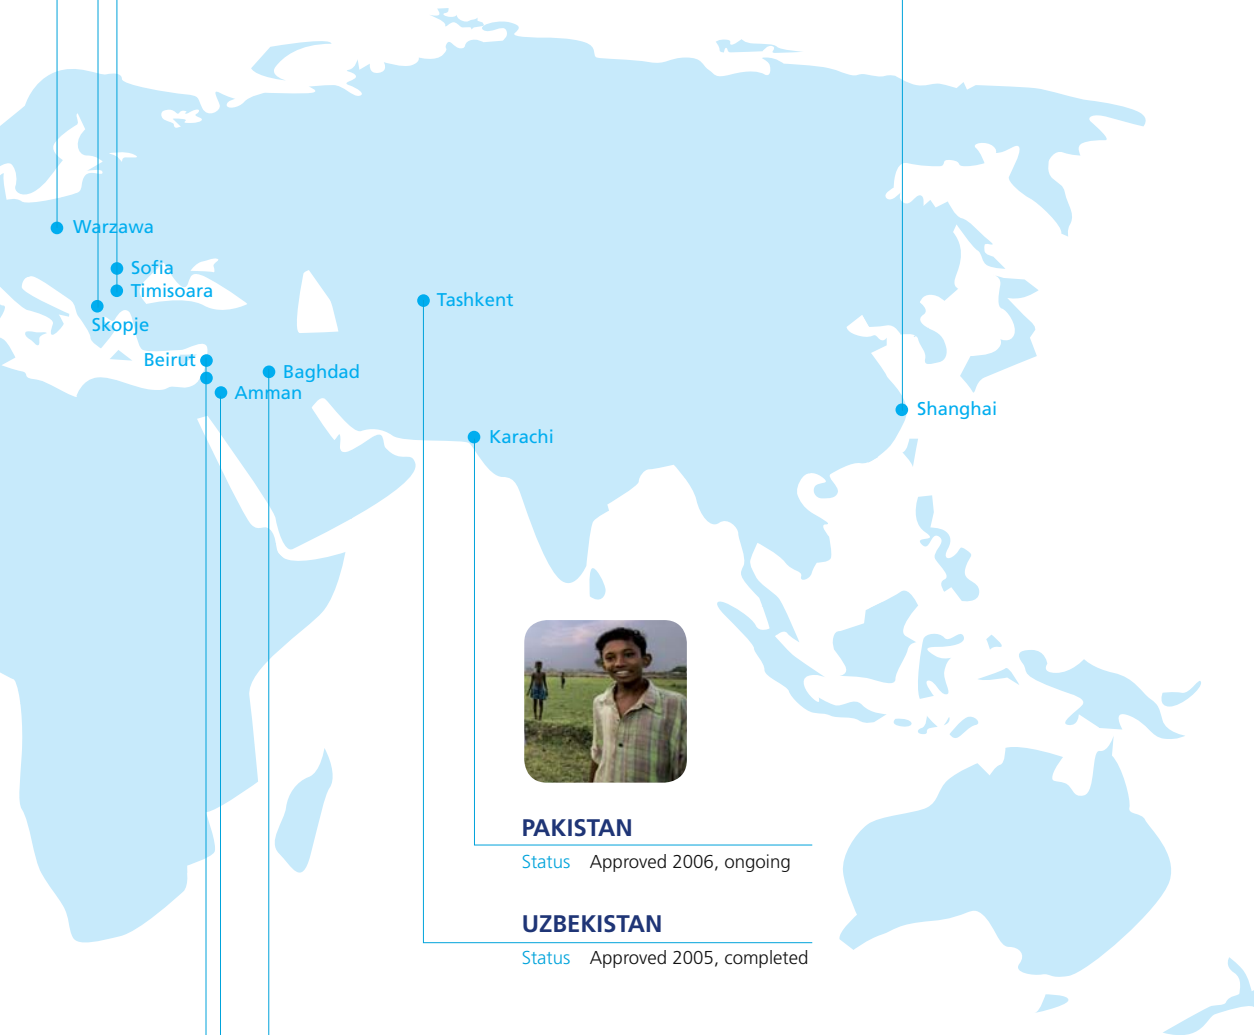 Warzawa
Sofia
Timisoara
Skopje
Tashkent
Beirut
Baghdad
Amman
Shanghai
Karachi
PAKISTAN
Status Approved 2006, ongoing
UZBEKISTAN
Status Approved 2005, completed